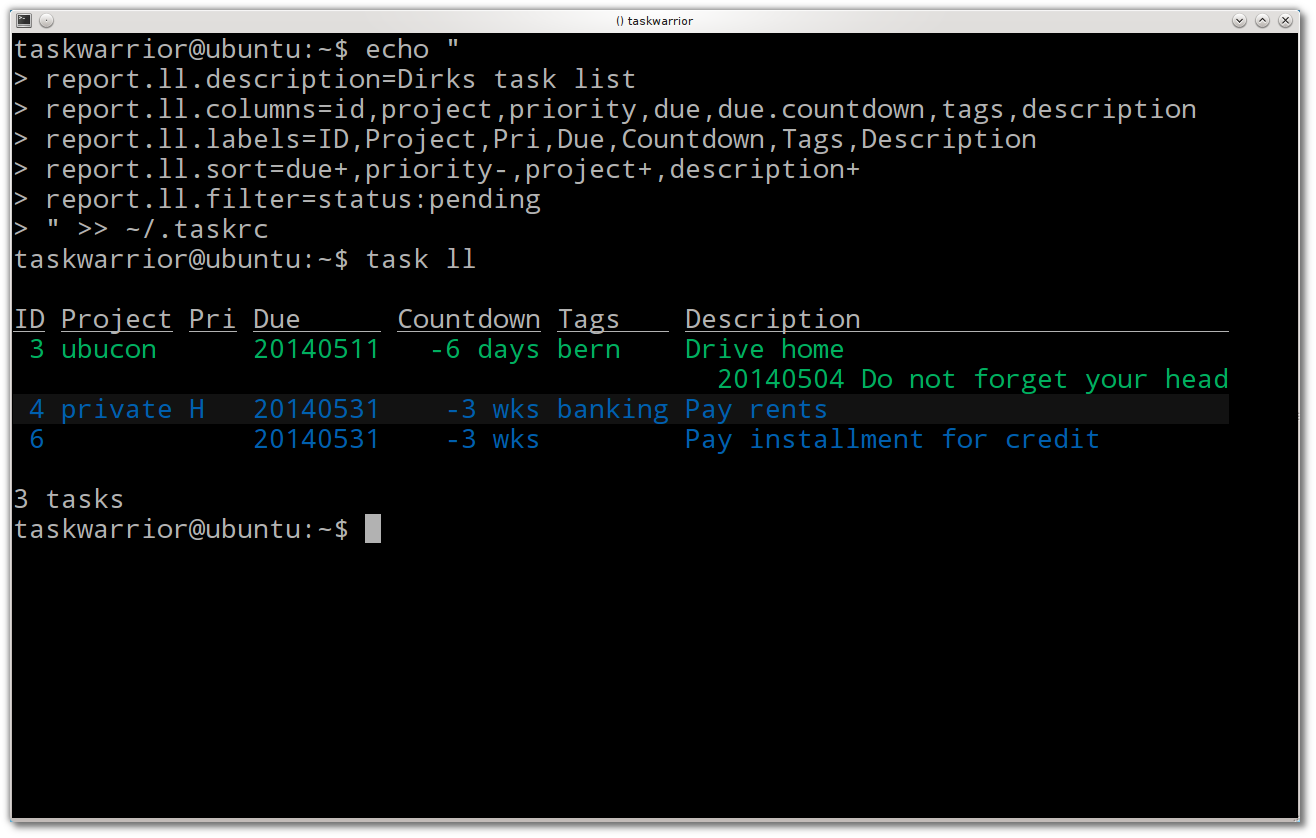 () taskwarrior
taskwarrior@ubuntu:~$ echo "
> report.ll.description=Dirks task list
> report.ll.columns=id,project,priority,due,due.countdown,tags,description
> report.ll.labels=ID,Project,Pri,Due,Countdown,Tags,Description
> report.ll.sort=due+,priority-,project+,description+
> report.ll.filter=status:pending
> " >> ~/.taskrc
taskwarrior@ubuntu:~$ task ll
ID Project Pri Due      Countdown Tags    Description
 3 ubucon      20140511   -6 days bern    Drive home
                                            20140504 Do not forget your head
 4 private H   20140531    -3 wks banking Pay rents
 6             20140531    -3 wks         Pay installment for credit
3 tasks
taskwarrior@ubuntu:~$